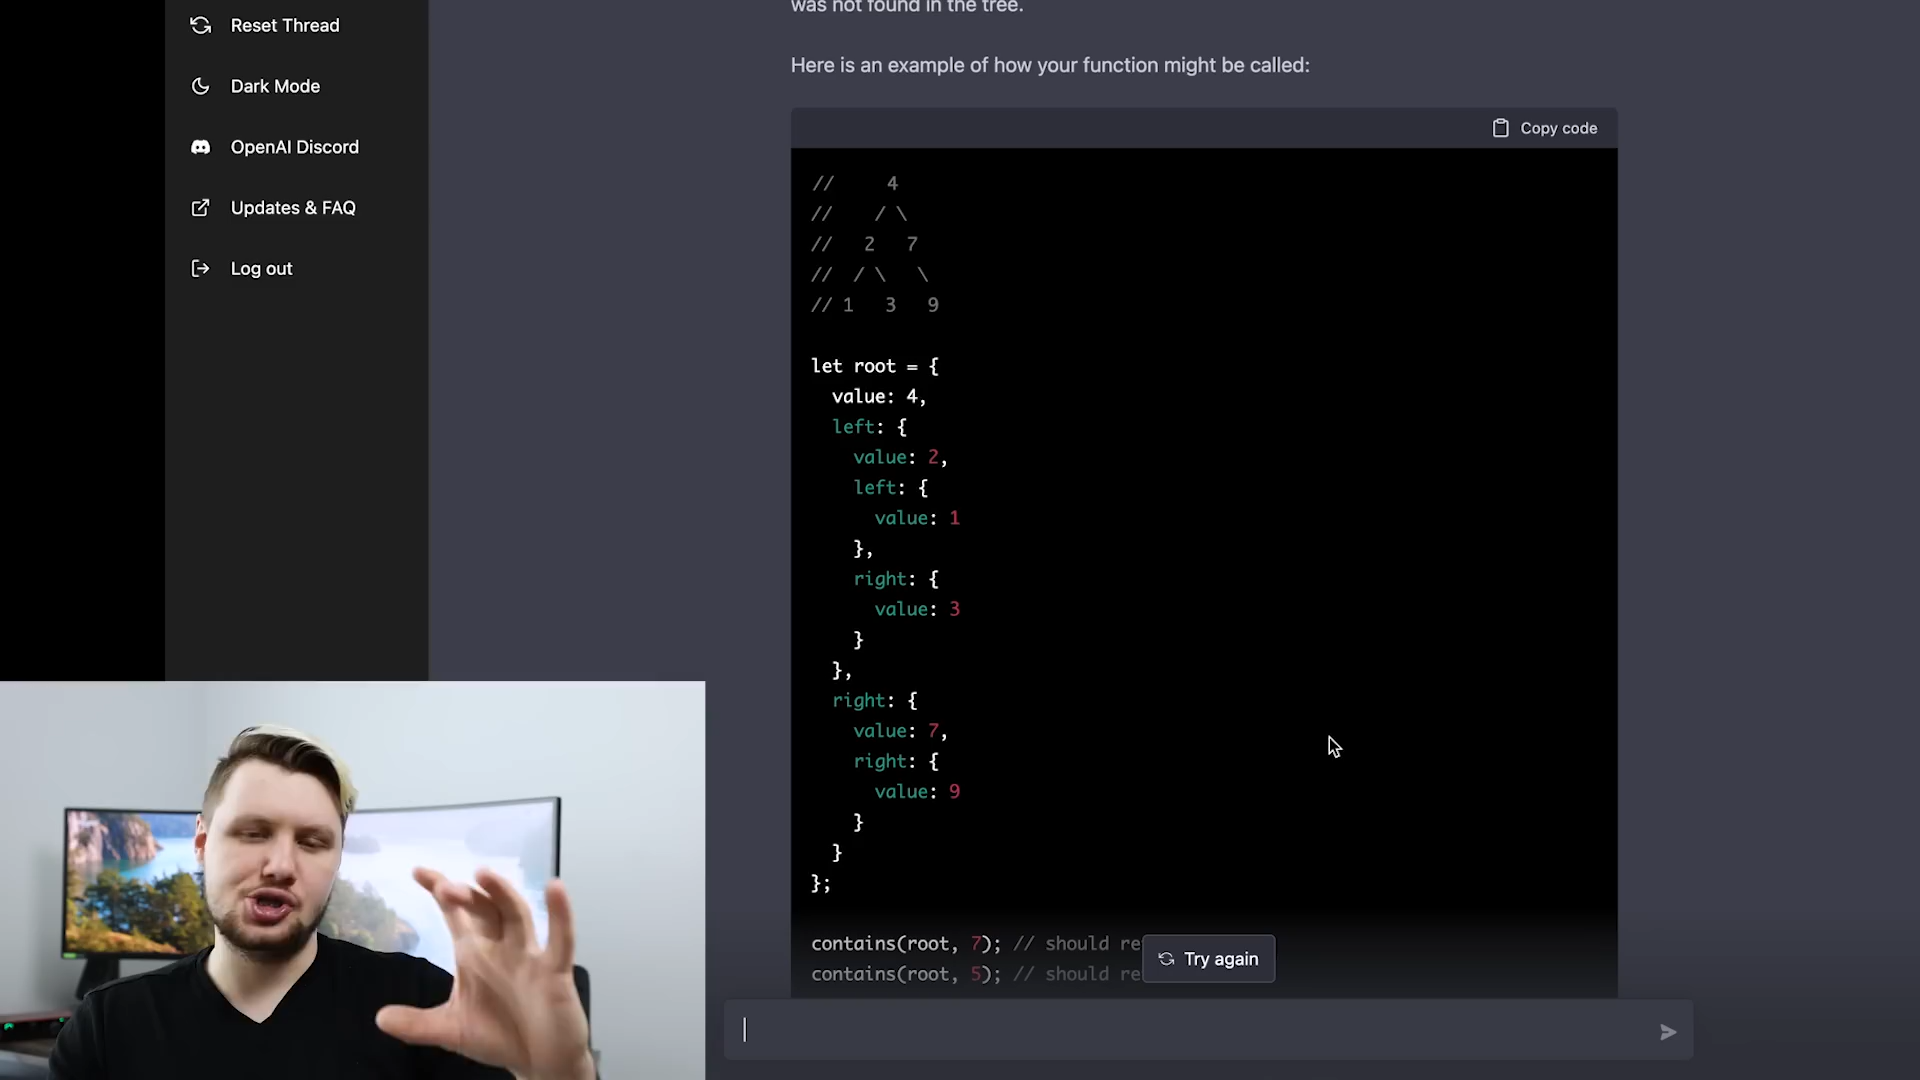 Reset Thread
Dark Mode
OpenAI Discord
Updates & FAQ
Log out
was not found in the tree.
Here is an example of how your function might be called:
Copy code
//     4
//    / \
//   2   7
//  / \   \
// 1   3   9
let root = {
  value: 4,
  left: {
    value: 2,
    left: {
      value: 1
    },
    right: {
      value: 3
    }
  },
  right: {
    value: 7,
    right: {
      value: 9
    }
  }
};
contains(root, 7); // should re
contains(root, 5); // should re
Try again